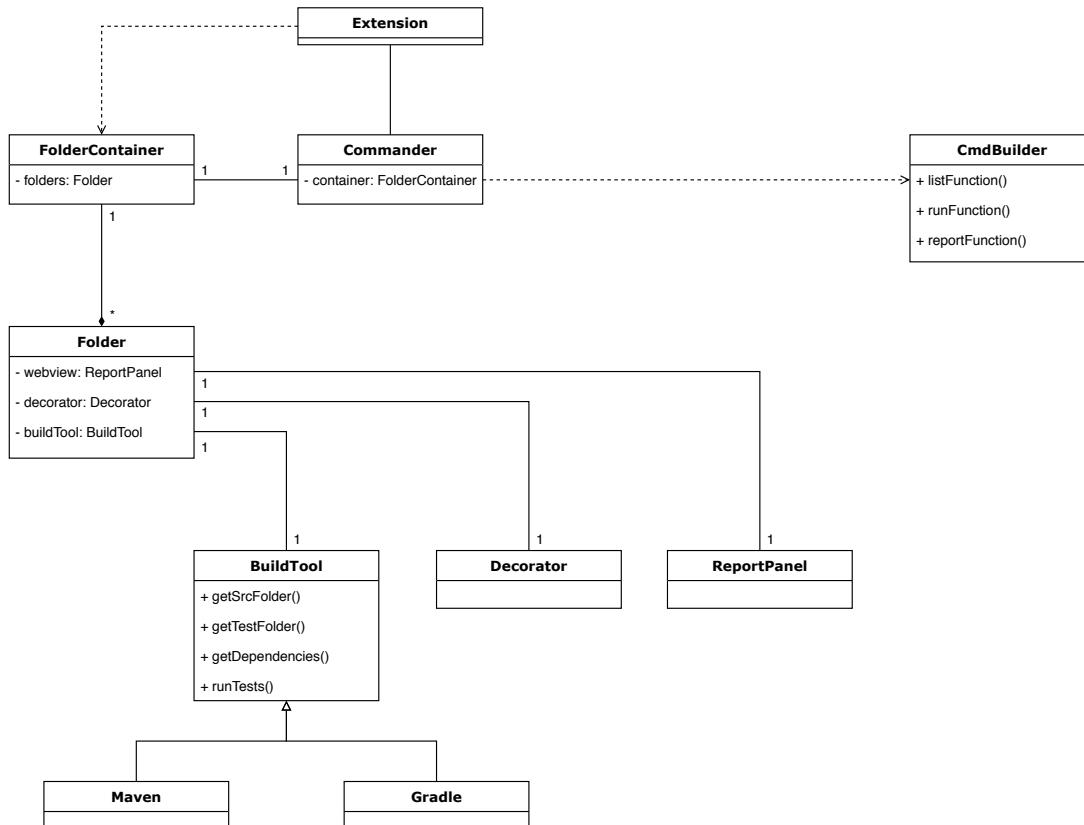 Extension
FolderContainer
- folders: Folder
1
1
Commander
- container: FolderContainer
CmdBuilder
+ listFunction()
+ runFunction()
+ reportFunction()
1
*
Folder
- webview: ReportPanel
- decorator: Decorator
- buildTool: BuildTool
1
1
1
1
1
1
BuildTool
+ getSrcFolder()
+ getTestFolder()
+ getDependencies()
+ runTests()
Decorator
ReportPanel
Maven
Gradle